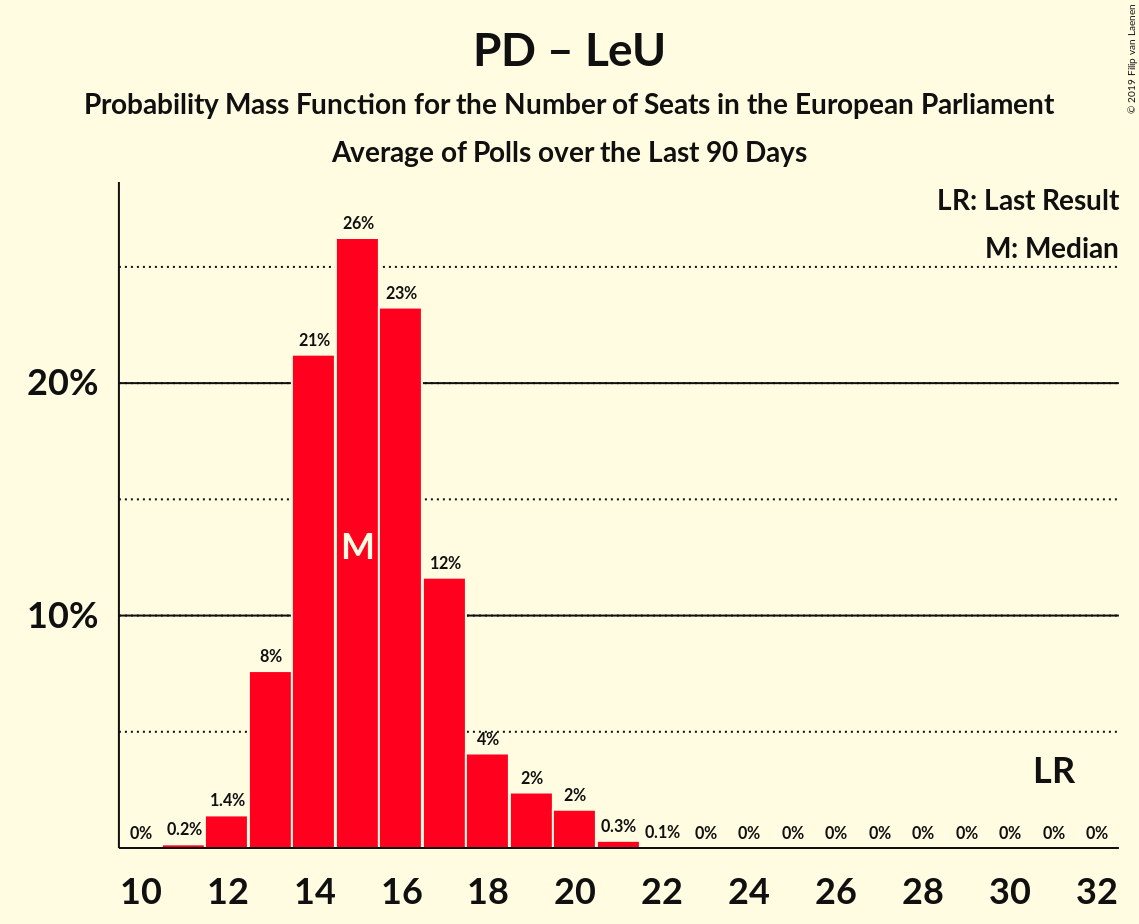 PD – LeU
Probability Mass Function for the Number of Seats in the European Parliament
Average of Polls over the Last 90 Days
© 2019 Filip van Laenen
LR: Last Result
M: Median
26%
23%
21%
20%
M
12%
10%
8%
4%
LR
2%
2%
1.4%
0% 0.2% 0.3% 0.1% 0% 0% 0% 0% 0% 0% 0% 0% 0% 0%
10 12 14 16 18 20 22 24 26 28 30 32